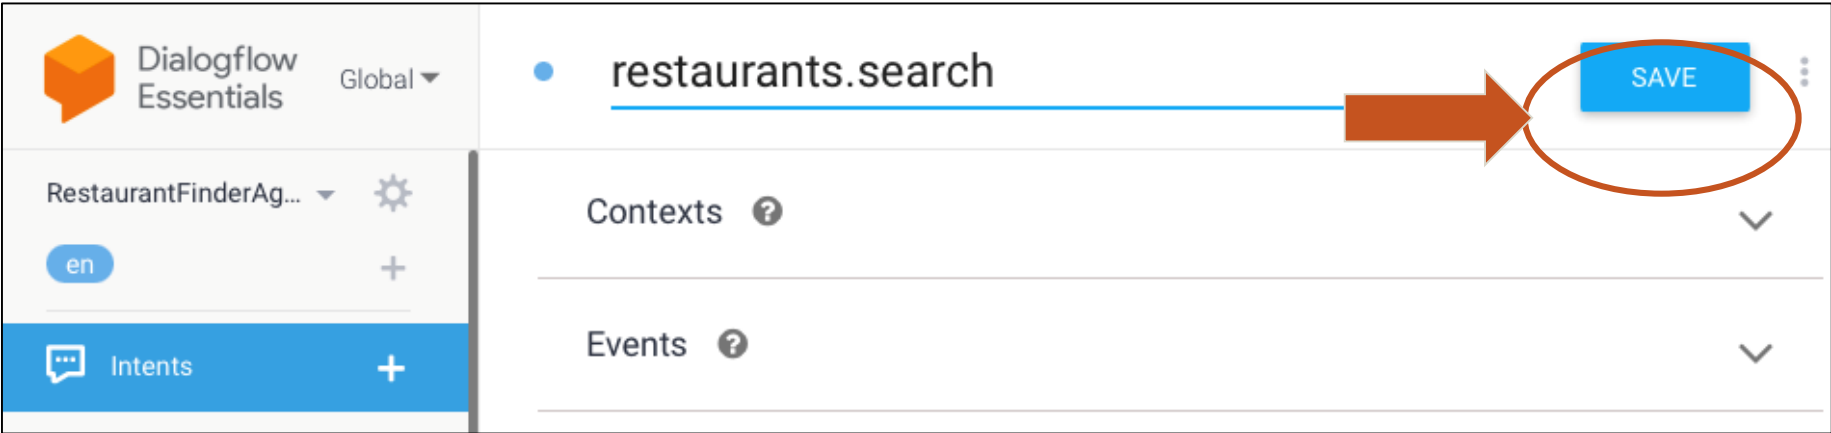 Dialogflow
Essentials
Global
RestaurantFinderAg...
en
Intents
restaurants.search
SAVE
Contexts
Events